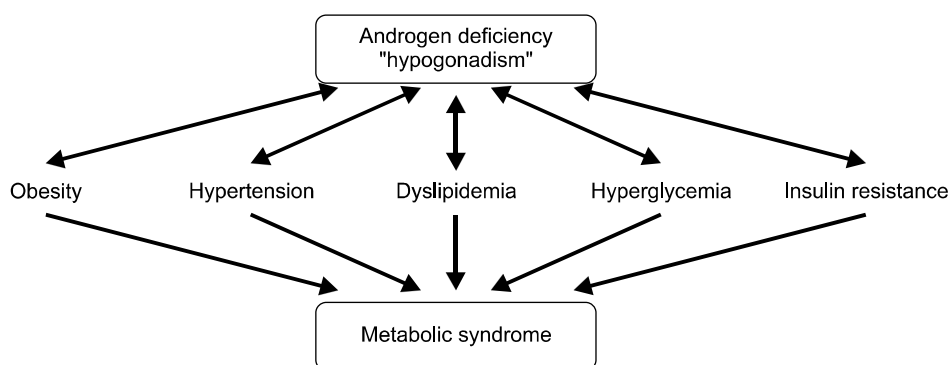 Androgen deficiency
"hypogonadism"
Obesity
Hypertension
Dyslipidemia
Hyperglycemia
Insulin resistance
Metabolic syndrome